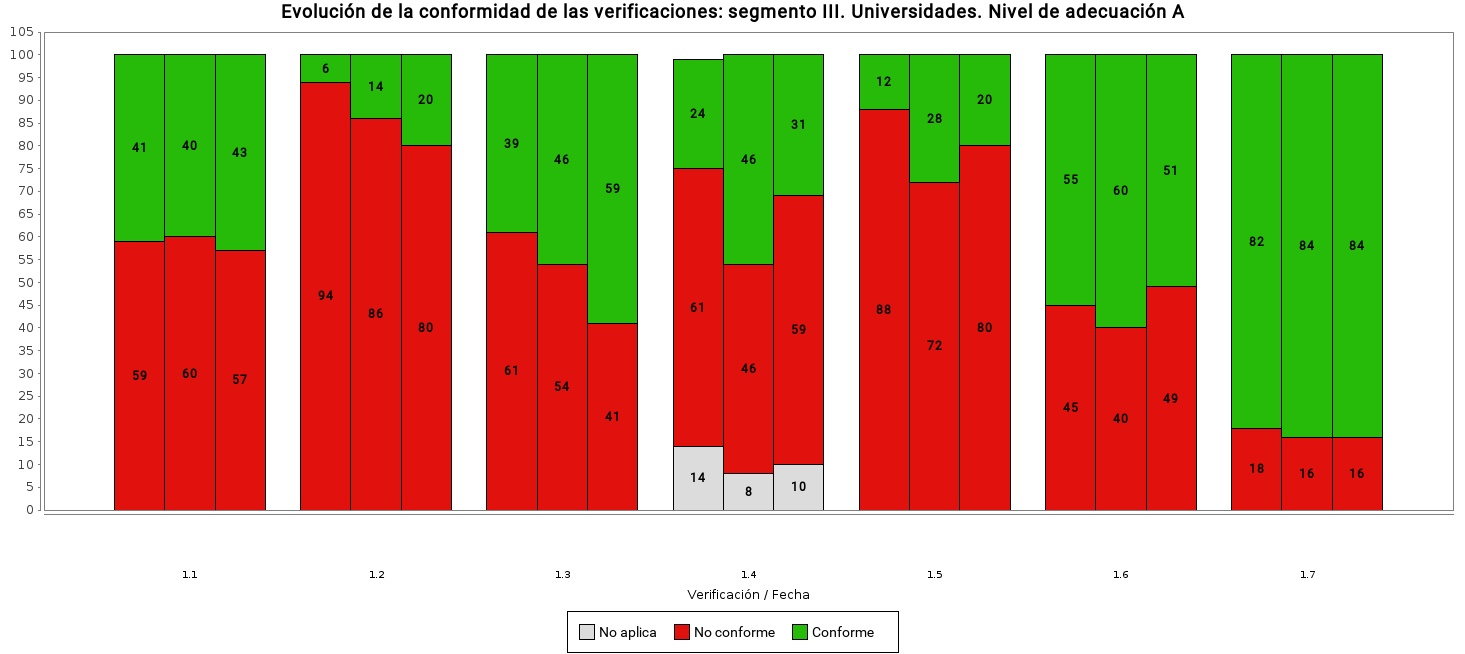 Evolución de la conformidad de las verificaciones: segmento III. Universidades. Nivel de adecuación A
105
100
95
90
85
80
75
70
65
60
55
50
45
40
35
30
25
20
15
10
5
0
41 40 43
59 60 57
6 14 20
94 86 80
39 46 59
61 54 41
24 46 31
61 46 59
14 8 10
12 28 20
88 72 80
55 60 51
45 40 49
82 84 84
18 16 16
1.1 1.2 1.3 1.4 1.5 1.6 1.7
Verificación / Fecha
No aplica No conforme Conforme